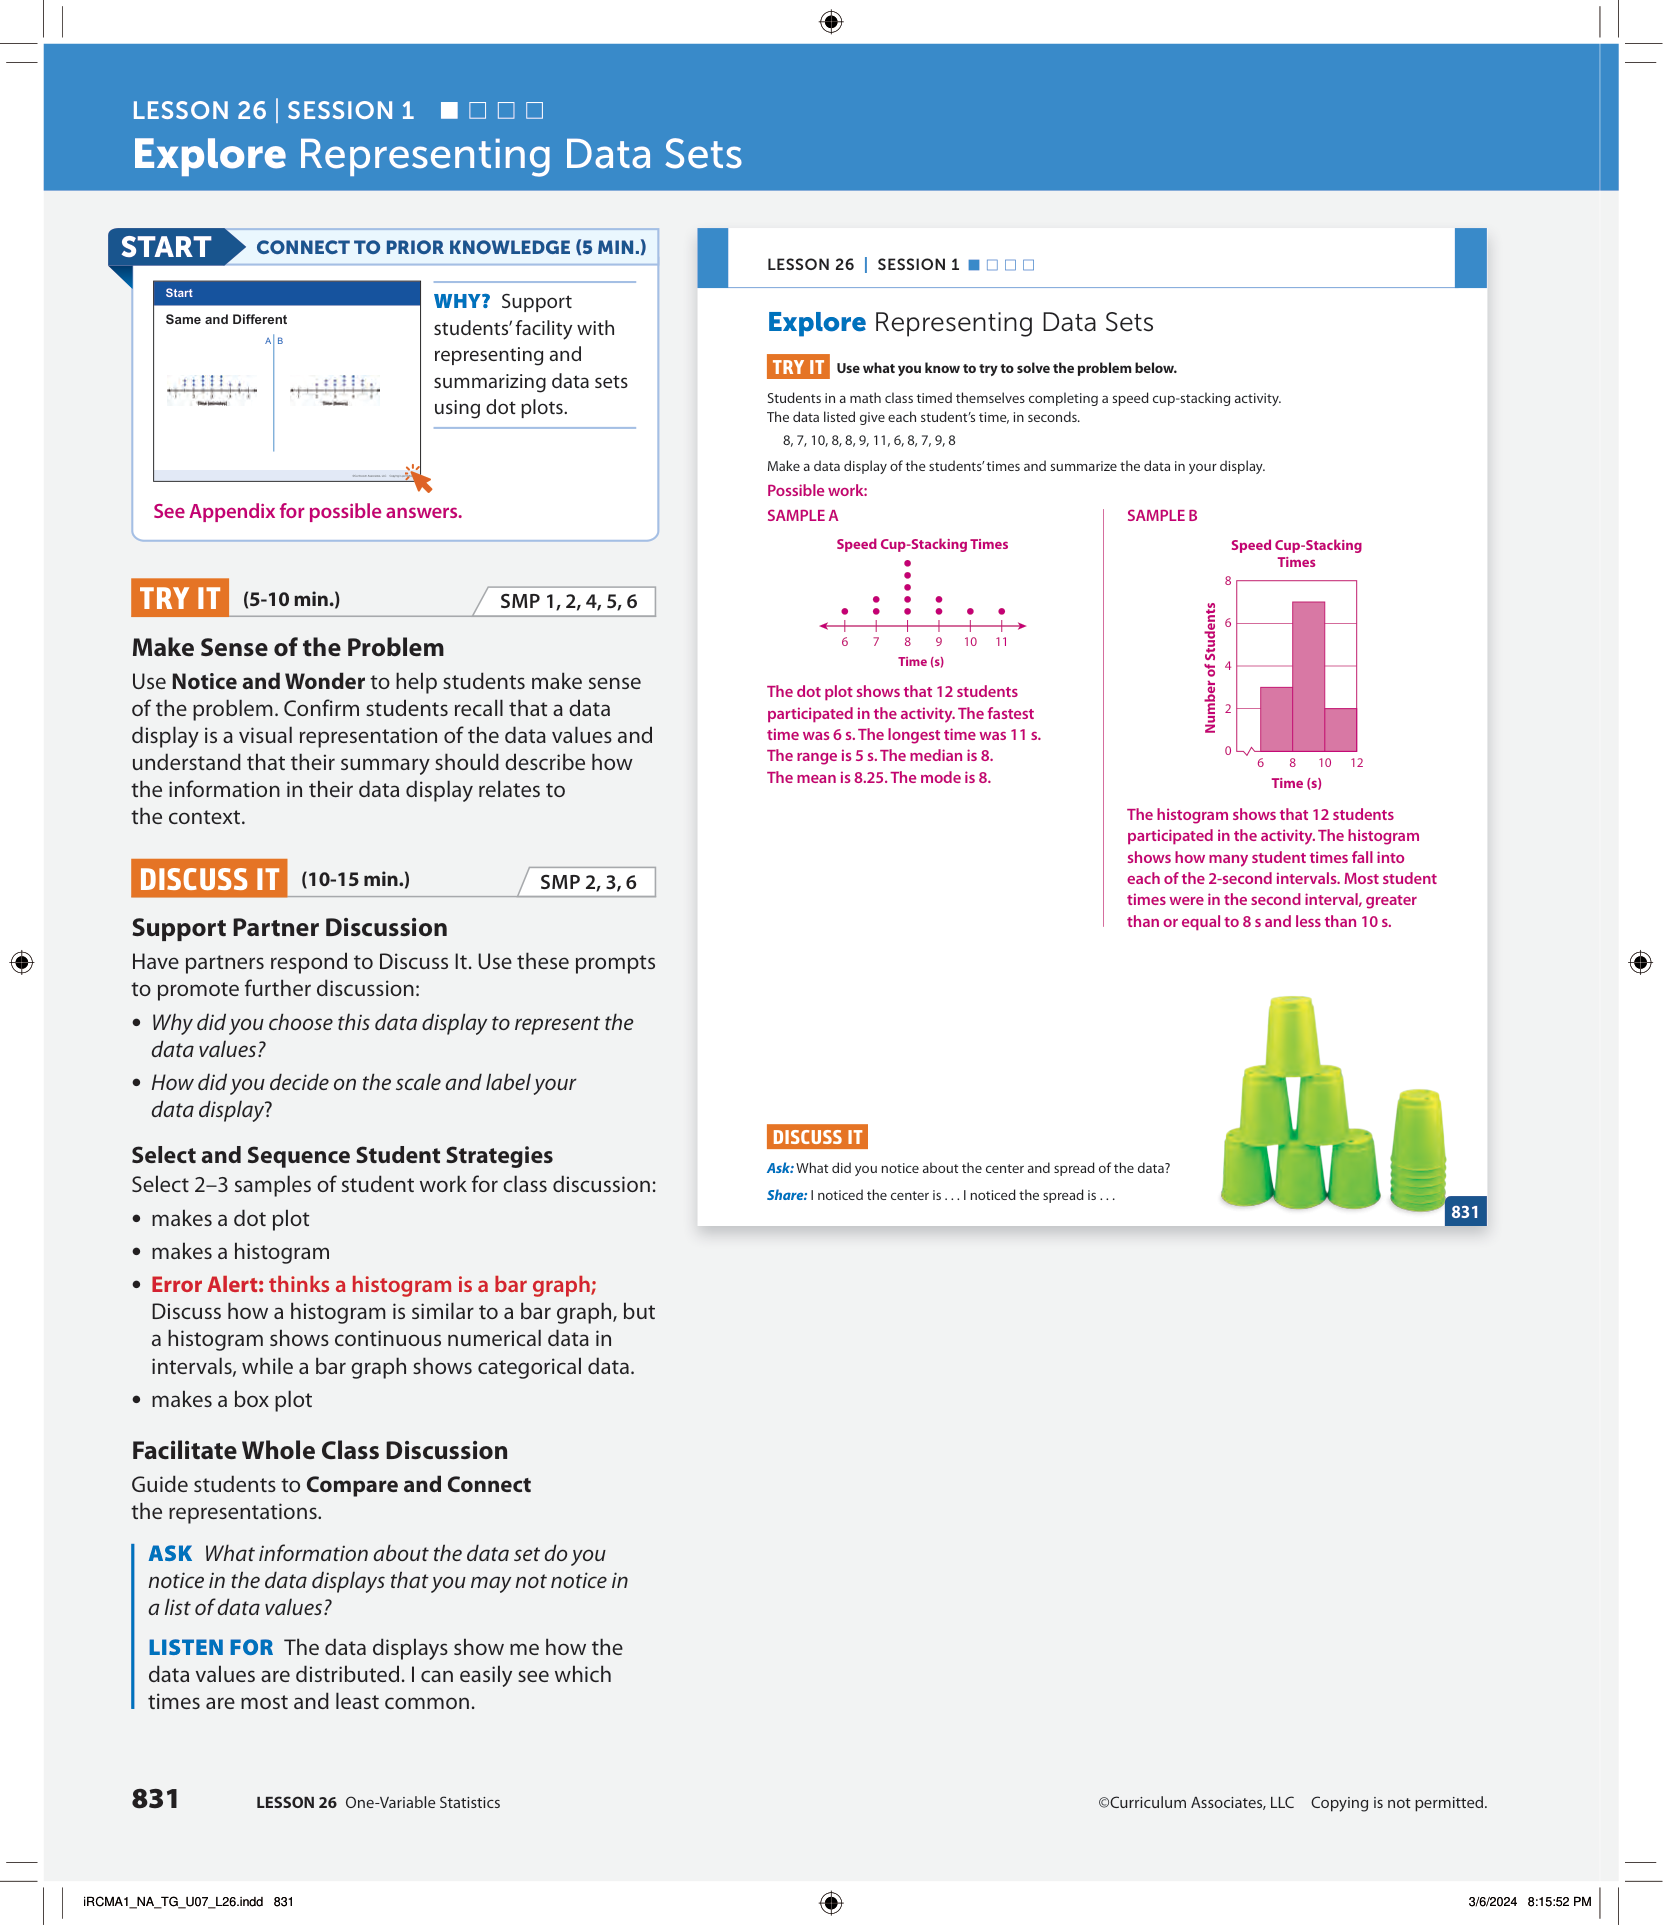 LESSON 26 | SESSION 1
Explore Representing Data Sets
START CONNECT TO PRIOR KNOWLEDGE (5 MIN.)
Start
Same and Different
A B
WHY? Support
students’ facility with
representing and
summarizing data sets
using dot plots.
See Appendix for possible answers.
TRY IT (5-10 min.) SMP 1, 2, 4, 5, 6
Make Sense of the Problem
Use Notice and Wonder to help students make sense
of the problem. Confirm students recall that a data
display is a visual representation of the data values and
understand that their summary should describe how
the information in their data display relates to
the context.
DISCUSS IT (10-15 min.) SMP 2, 3, 6
Support Partner Discussion
Have partners respond to Discuss It. Use these prompts
to promote further discussion:
• Why did you choose this data display to represent the
data values?
• How did you decide on the scale and label your
data display?
Select and Sequence Student Strategies
Select 2–3 samples of student work for class discussion:
• makes a dot plot
• makes a histogram
• Error Alert: thinks a histogram is a bar graph;
Discuss how a histogram is similar to a bar graph, but
a histogram shows continuous numerical data in
intervals, while a bar graph shows categorical data.
• makes a box plot
Facilitate Whole Class Discussion
Guide students to Compare and Connect
the representations.
ASK What information about the data set do you
notice in the data displays that you may not notice in
a list of data values?
LISTEN FOR The data displays show me how the
data values are distributed. I can easily see which
times are most and least common.
LESSON 26 | SESSION 1
Explore Representing Data Sets
TRY IT Use what you know to try to solve the problem below.
Students in a math class timed themselves completing a speed cup-stacking activity.
The data listed give each student’s time, in seconds.
8, 7, 10, 8, 8, 9, 11, 6, 8, 7, 9, 8
Make a data display of the students’ times and summarize the data in your display.
Possible work:
SAMPLE A
Speed Cup-Stacking Times
6 7 8 9 10 11
Time (s)
The dot plot shows that 12 students
participated in the activity. The fastest
time was 6 s. The longest time was 11 s.
The range is 5 s. The median is 8.
The mean is 8.25. The mode is 8.
SAMPLE B
Speed Cup-Stacking
Times
Number of Students
8
6
4
2
0
6 8 10 12
Time (s)
The histogram shows that 12 students
participated in the activity. The histogram
shows how many student times fall into
each of the 2-second intervals. Most student
times were in the second interval, greater
than or equal to 8 s and less than 10 s.
DISCUSS IT
Ask: What did you notice about the center and spread of the data?
Share: I noticed the center is . . . I noticed the spread is . . .
831
831 LESSON 26 One-Variable Statistics
©Curriculum Associates, LLC Copying is not permitted.
iRCMA1_NA_TG_U07_L26.indd 831
3/6/2024 8:15:52 PM